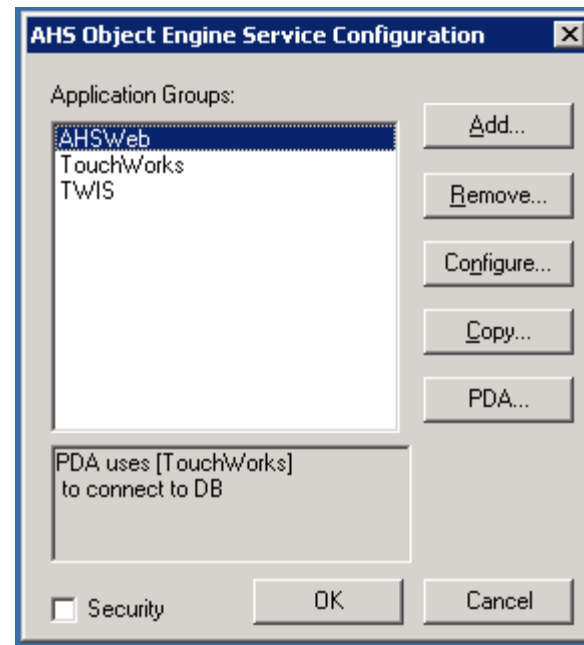 AHS Object Engine Service Configuration
Application Groups:
AHSWeb
TouchWorks
TWIS
Add...
Remove...
Configure...
Copy...
PDA...
PDA uses [TouchWorks]
to connect to DB
Security
OK
Cancel